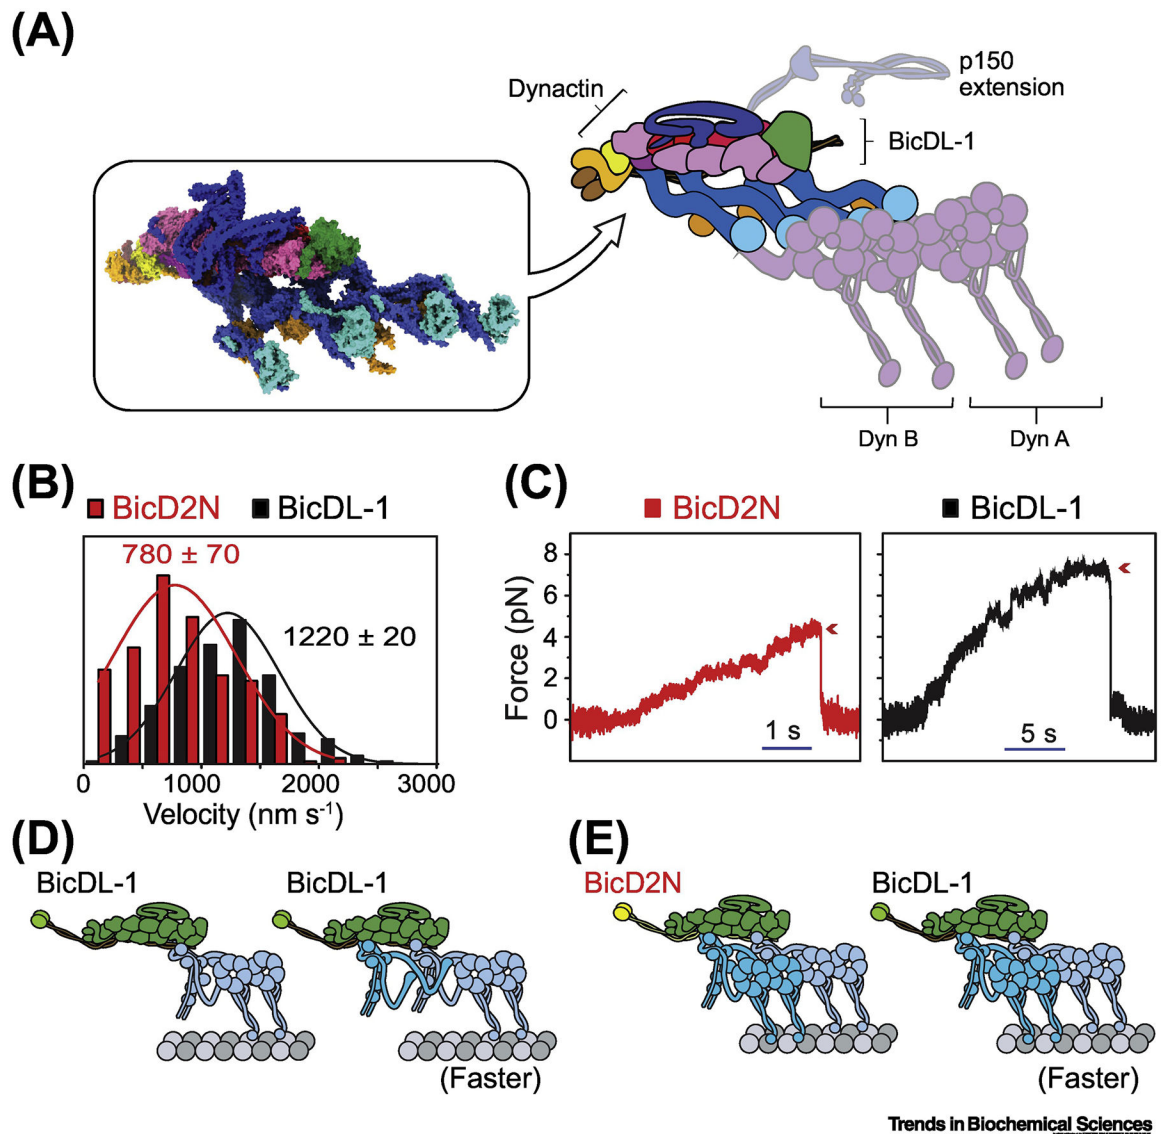 (A)
Dynactin
p150
extension
BicDL-1
Dyn B
Dyn A
(B)
BicD2N
BicDL-1
780 ± 70
1220 ± 20
0
1000
2000
3000
Velocity (nm s⁻¹)
(C)
BicD2N
BicDL-1
Force (pN)
8
6
4
2
0
1 s
5 s
(D)
BicDL-1
BicDL-1
(Faster)
(E)
BicD2N
BicDL-1
(Faster)
Trends in Biochemical Sciences